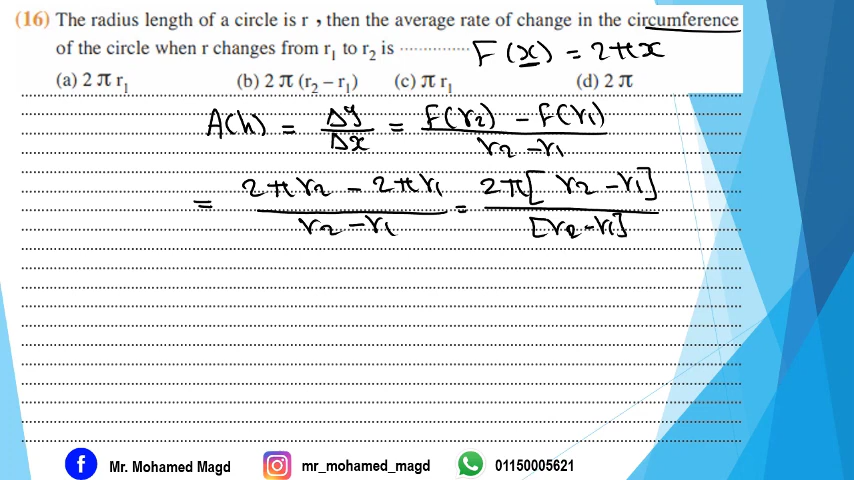 (16) The radius length of a circle is r , then the average rate of change in the circumference
of the circle when r changes from r₁ to r₂ is ................ F(x) = 2πx
(a) 2 π r₁ (b) 2 π (r₂ – r₁) (c) π r₁ (d) 2 π
A(h) = Δy/Δx = F(r₂) – F(r₁) / r₂ – r₁
= 2πr₂ – 2πr₁ / r₂ – r₁ = 2π[r₂ – r₁] / [r₂ – r₁]
f Mr. Mohamed Magd mr_mohamed_magd 01150005621